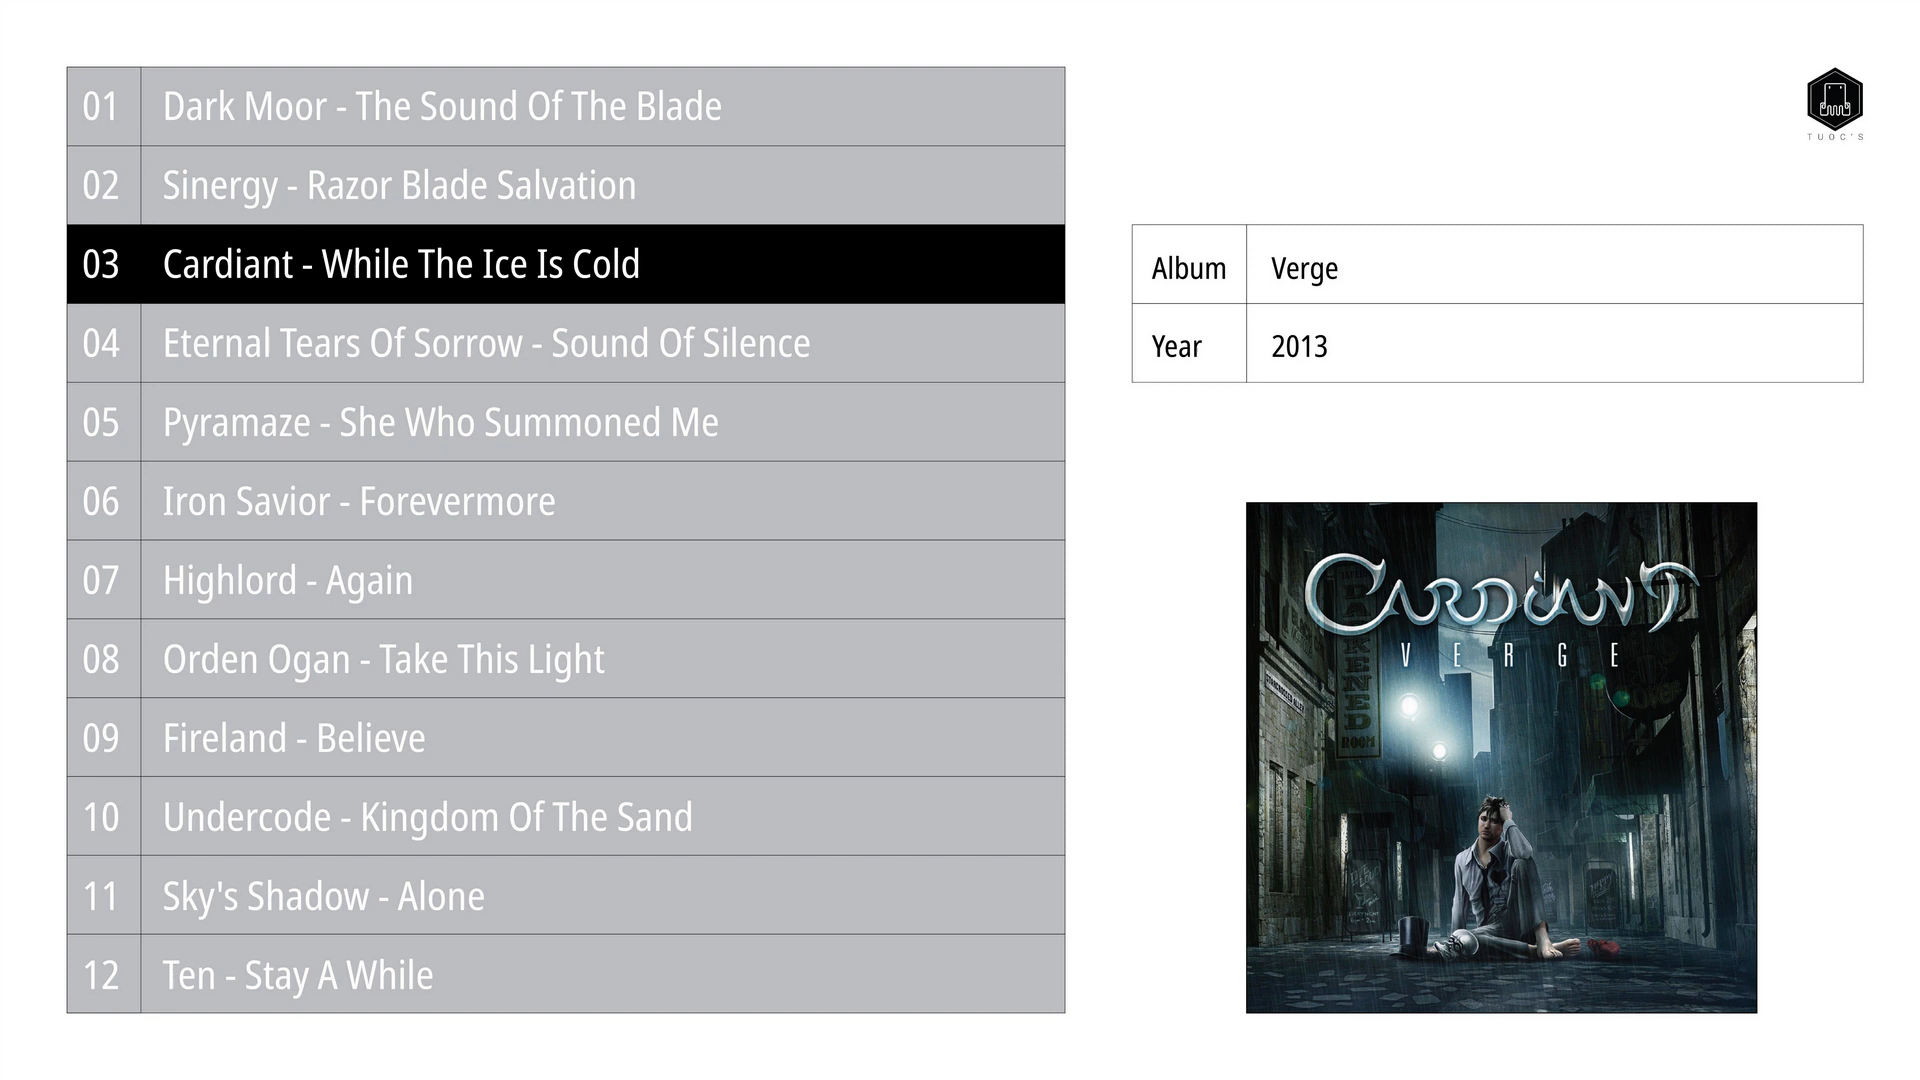 01 Dark Moor - The Sound Of The Blade
02 Sinergy - Razor Blade Salvation
03 Cardiant - While The Ice Is Cold
04 Eternal Tears Of Sorrow - Sound Of Silence
05 Pyramaze - She Who Summoned Me
06 Iron Savior - Forevermore
07 Highlord - Again
08 Orden Ogan - Take This Light
09 Fireland - Believe
10 Undercode - Kingdom Of The Sand
11 Sky's Shadow - Alone
12 Ten - Stay A While
TUOC'S
Album Verge
Year 2013
CARDIANT
VERGE
DARKENED
ROOM